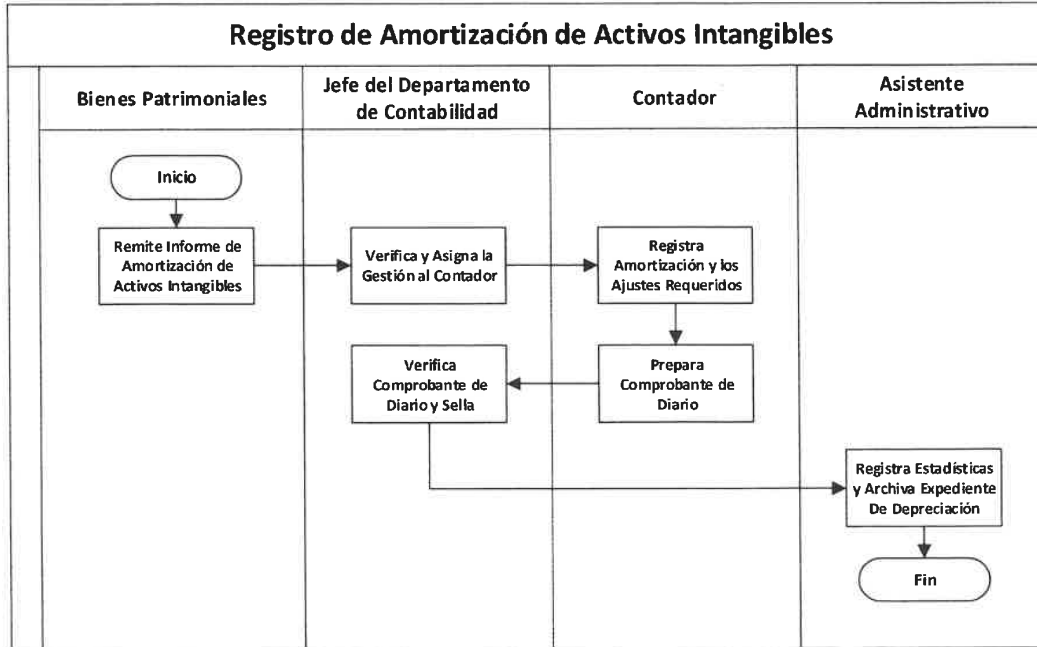 Registro de Amortización de Activos Intangibles
Bienes Patrimoniales
Jefe del Departamento
de Contabilidad
Contador
Asistente
Administrativo
Inicio
Remite Informe de
Amortización de
Activos Intangibles
Verifica y Asigna la
Gestión al Contador
Registra
Amortización y los
Ajustes Requeridos
Verifica
Comprobante de
Diario y Sella
Prepara
Comprobante de
Diario
Registra Estadísticas
y Archiva Expediente
De Depreciación
Fin